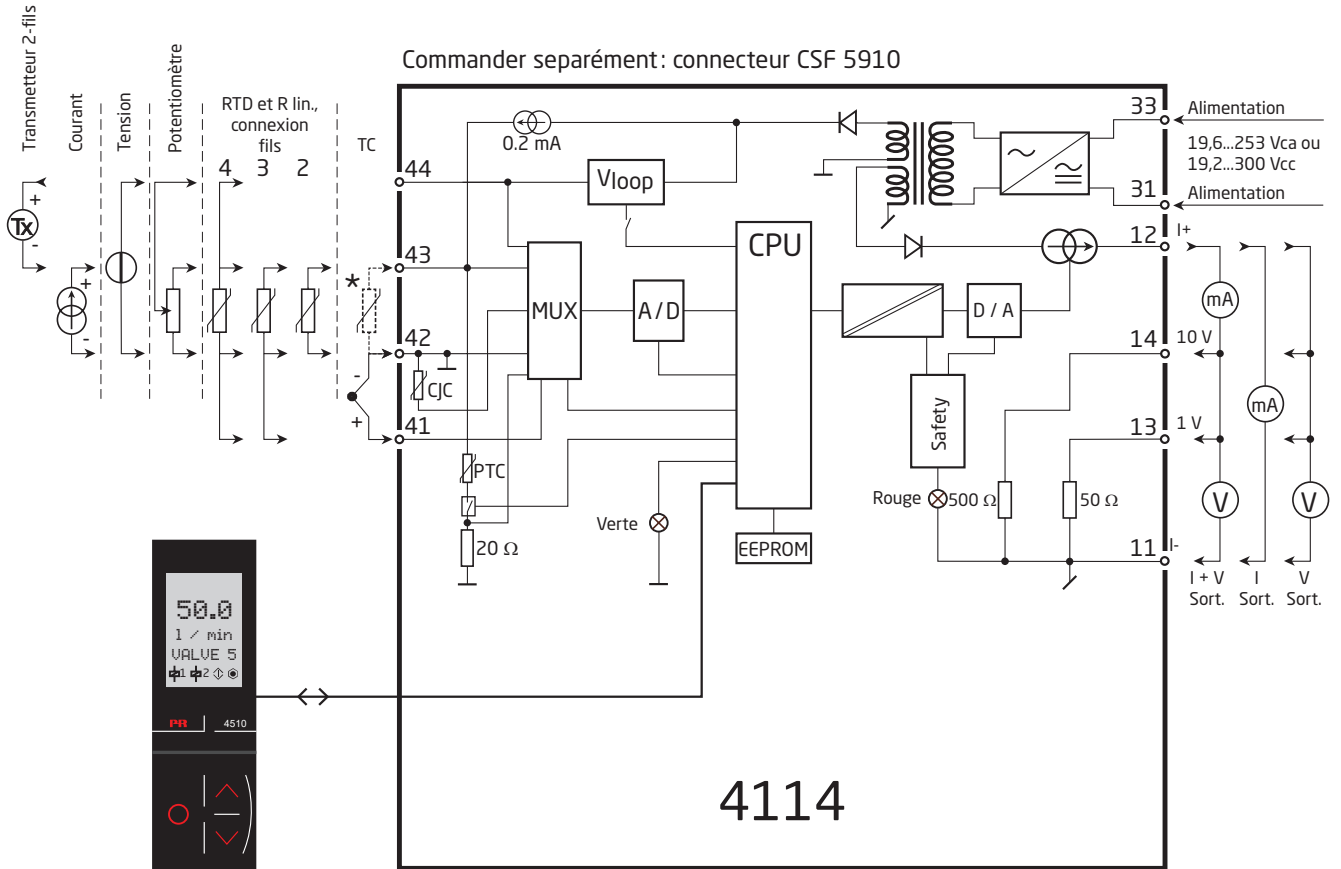 Commander separément: connecteur CSF 5910
Transmetteur 2-fils
Courant
Tension
Potentiomètre
RTD et R lin.,
connexion
fils
4 3 2
TC
Tx
+
-
+
-
*
-
+
44
43
42
41
0.2 mA
Vloop
MUX
A/D
CPU
CJC
PTC
20 Ω
Verte
EEPROM
D / A
Safety
Rouge
500 Ω
50 Ω
33
31
12
14
13
11
Alimentation
19,6...253 Vca ou
19,2...300 Vcc
Alimentation
I+
10 V
1 V
I-
mA
mA
V
V
I + V
Sort.
I
Sort.
V
Sort.
50.0
l / min
VALVE 5
1 2
PR 4510
4114